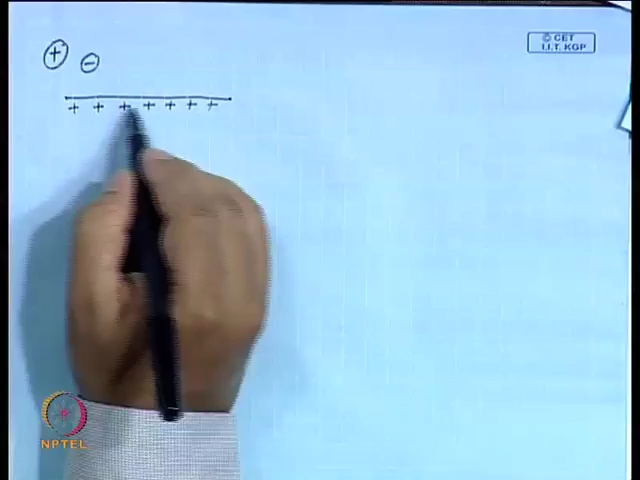 © CET
I.I.T. KGP
+ −
+ + + + + + +
NPTEL